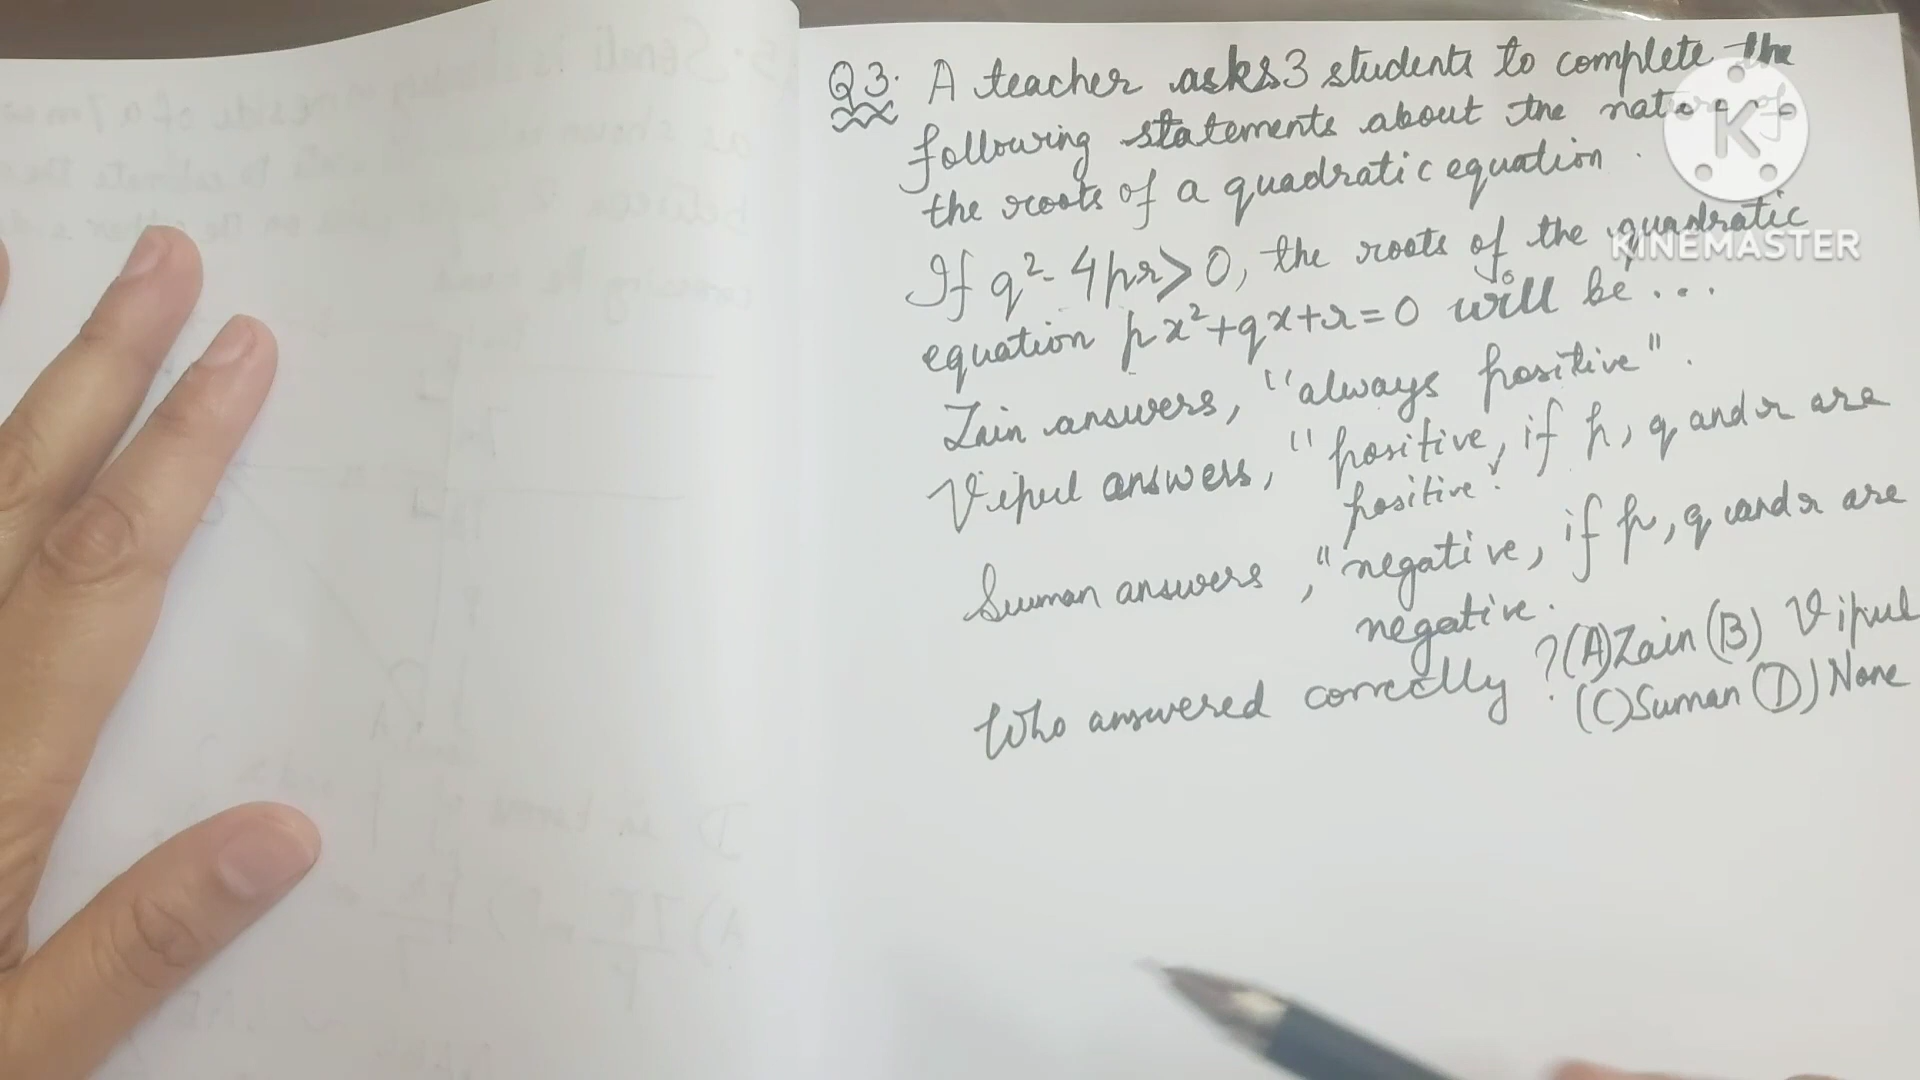 Q3. A teacher asks 3 students to complete the
following statements about the nature of
the roots of a quadratic equation.
If q²-4pr>0, the roots of the quadratic
equation px²+qx+r=0 will be...
Zain answers, "always positive".
Vipul answers, "positive, if p, q and r are
positive."
Suman answers, "negative, if p, q and r are
negative.
Who answered correctly? (A) Zain (B) Vipul
(C) Suman (D) None
KINEMASTER